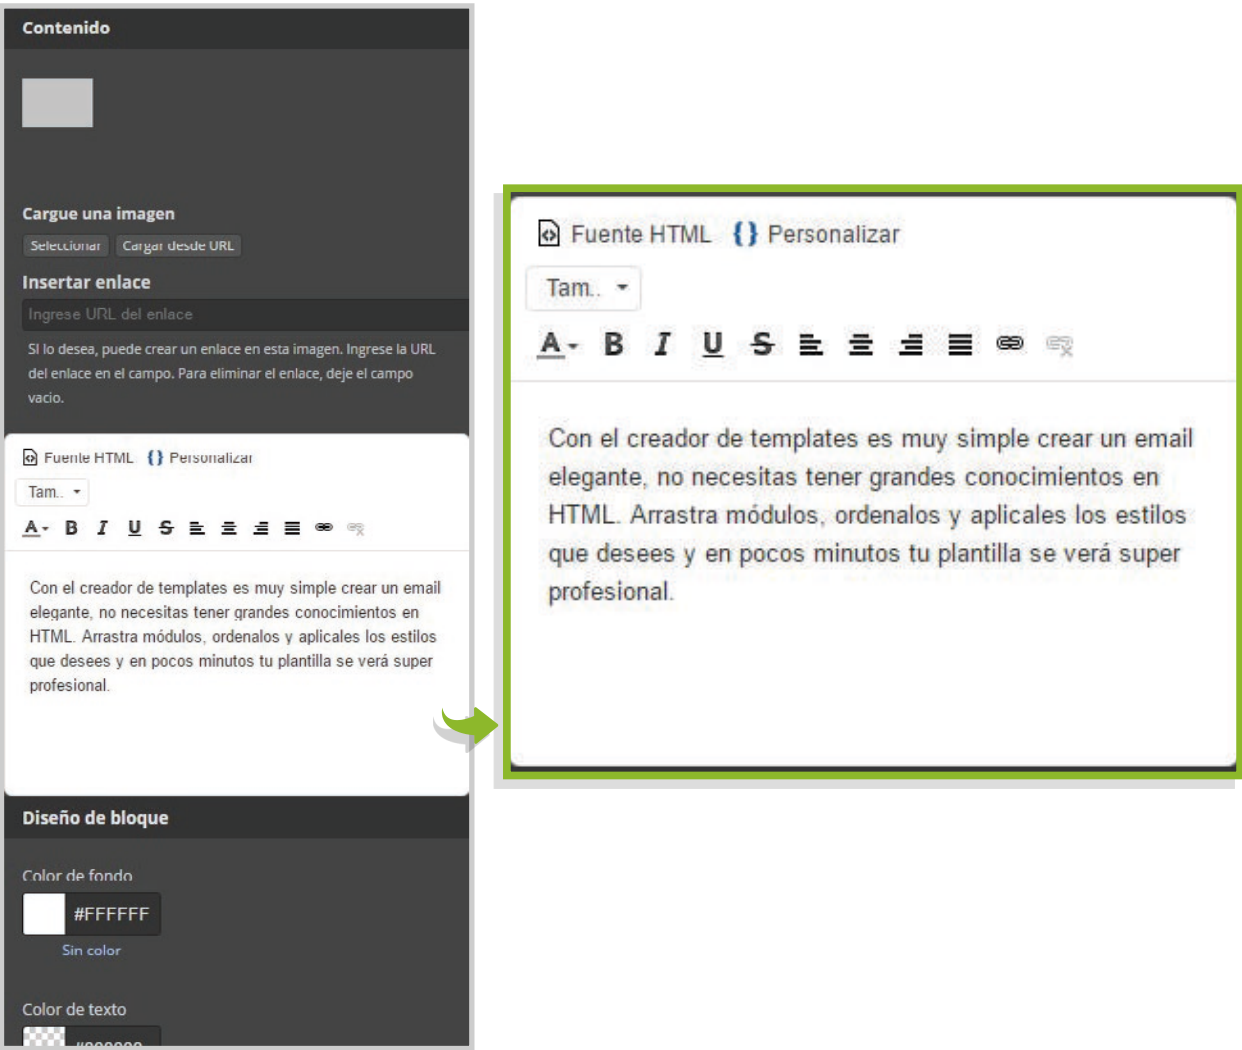 Contenido
Cargue una imagen
Seleccionar Cargar desde URL
Insertar enlace
Ingrese URL del enlace
SI lo desea, puede crear un enlace en esta imagen. Ingrese la URL
del enlace en el campo. Para eliminar el enlace, deje el campo
vacio.
Fuente HTML {} Personalizar
Tam..
A B I U S
Con el creador de templates es muy simple crear un email
elegante, no necesitas tener grandes conocimientos en
HTML. Arrastra módulos, ordenalos y aplicales los estilos
que desees y en pocos minutos tu plantilla se verá super
profesional.
Diseño de bloque
Color de fondo
#FFFFFF
Sin color
Color de texto
Fuente HTML {} Personalizar
Tam..
A B I U S
Con el creador de templates es muy simple crear un email
elegante, no necesitas tener grandes conocimientos en
HTML. Arrastra módulos, ordenalos y aplicales los estilos
que desees y en pocos minutos tu plantilla se verá super
profesional.